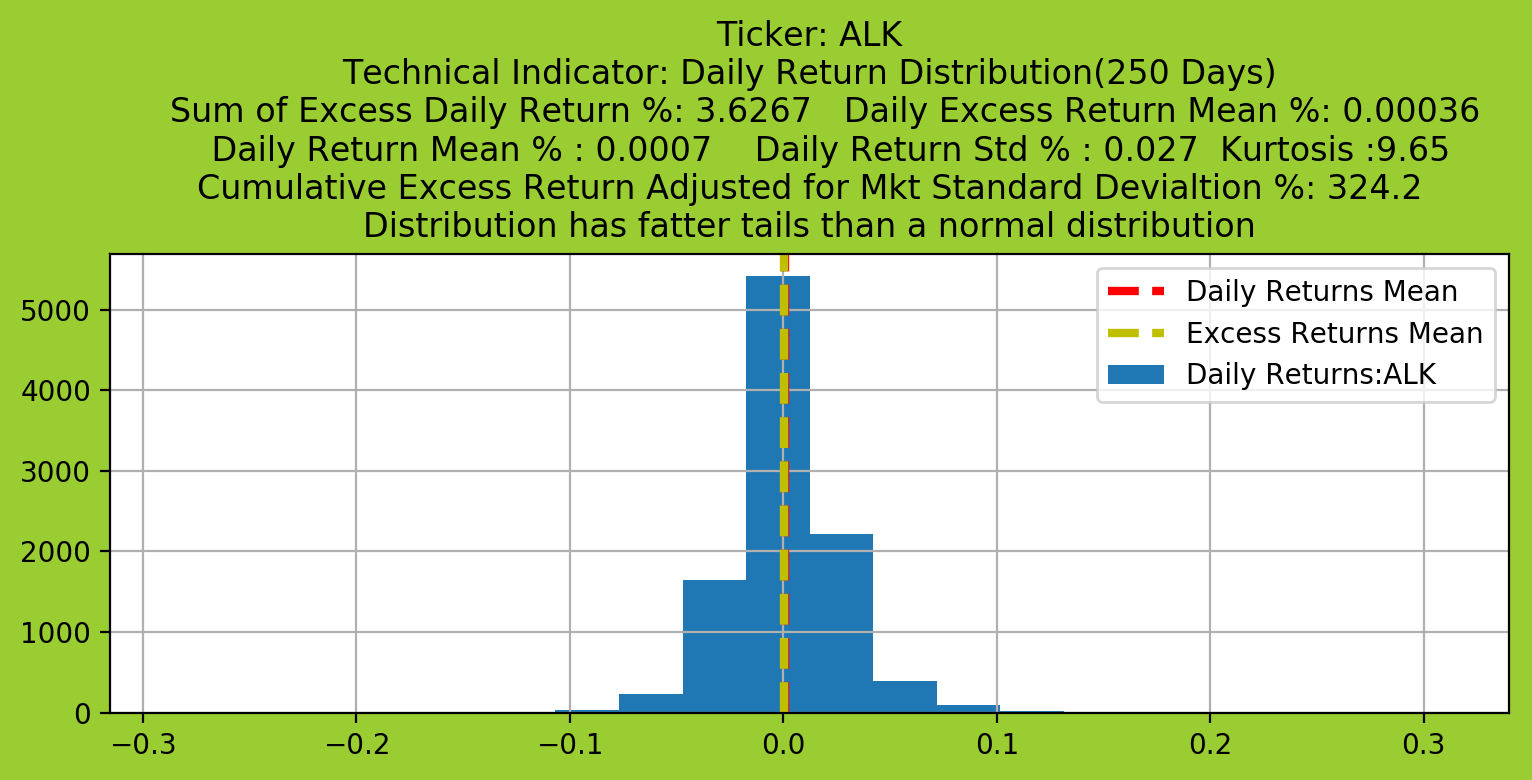 Ticker: ALK
Technical Indicator: Daily Return Distribution(250 Days)
Sum of Excess Daily Return %: 3.6267   Daily Excess Return Mean %: 0.00036
Daily Return Mean % : 0.0007    Daily Return Std % : 0.027  Kurtosis :9.65
Cumulative Excess Return Adjusted for Mkt Standard Devialtion %: 324.2
Distribution has fatter tails than a normal distribution
Daily Returns Mean
Excess Returns Mean
Daily Returns:ALK
5000
4000
3000
2000
1000
0
−0.3 −0.2 −0.1 0.0 0.1 0.2 0.3